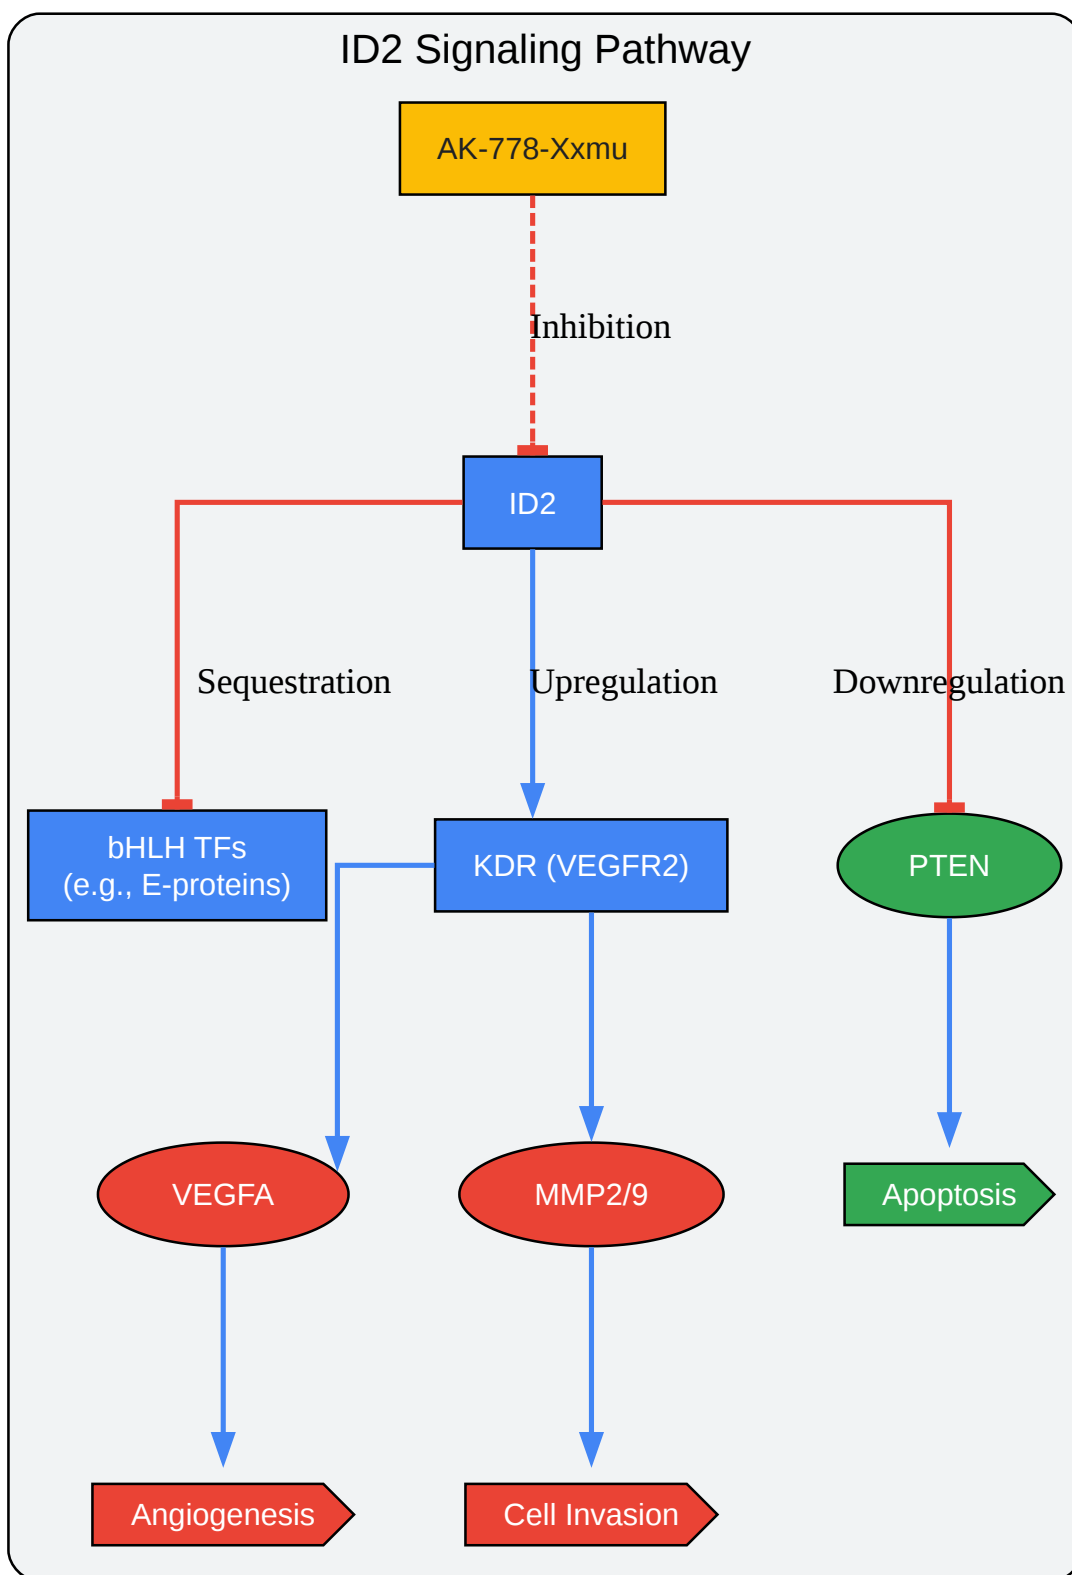 ID2 Signaling Pathway
AK-778-Xxmu
Inhibition
ID2
Sequestration
Upregulation
Downregulation
bHLH TFs
(e.g., E-proteins)
KDR (VEGFR2)
PTEN
VEGFA
MMP2/9
Apoptosis
Angiogenesis
Cell Invasion